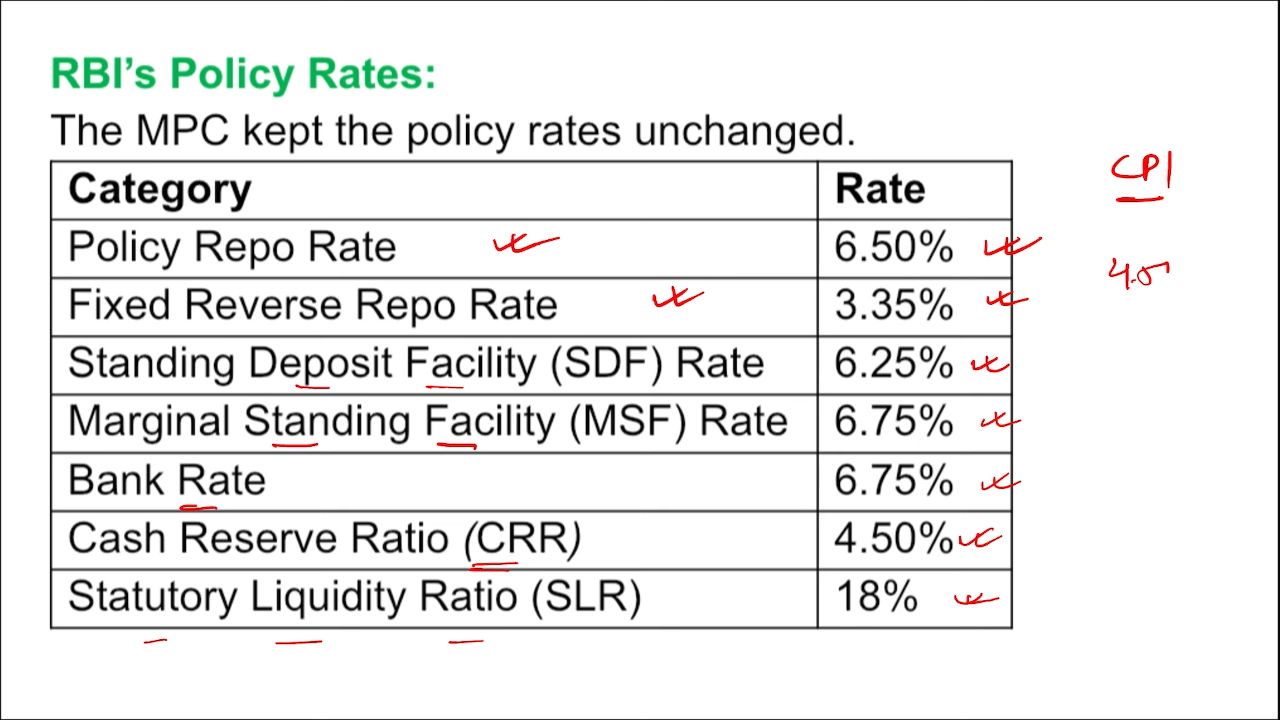 RBI's Policy Rates:
The MPC kept the policy rates unchanged.
Category Rate
Policy Repo Rate 6.50%
Fixed Reverse Repo Rate 3.35%
Standing Deposit Facility (SDF) Rate 6.25%
Marginal Standing Facility (MSF) Rate 6.75%
Bank Rate 6.75%
Cash Reserve Ratio (CRR) 4.50%
Statutory Liquidity Ratio (SLR) 18%
CPI